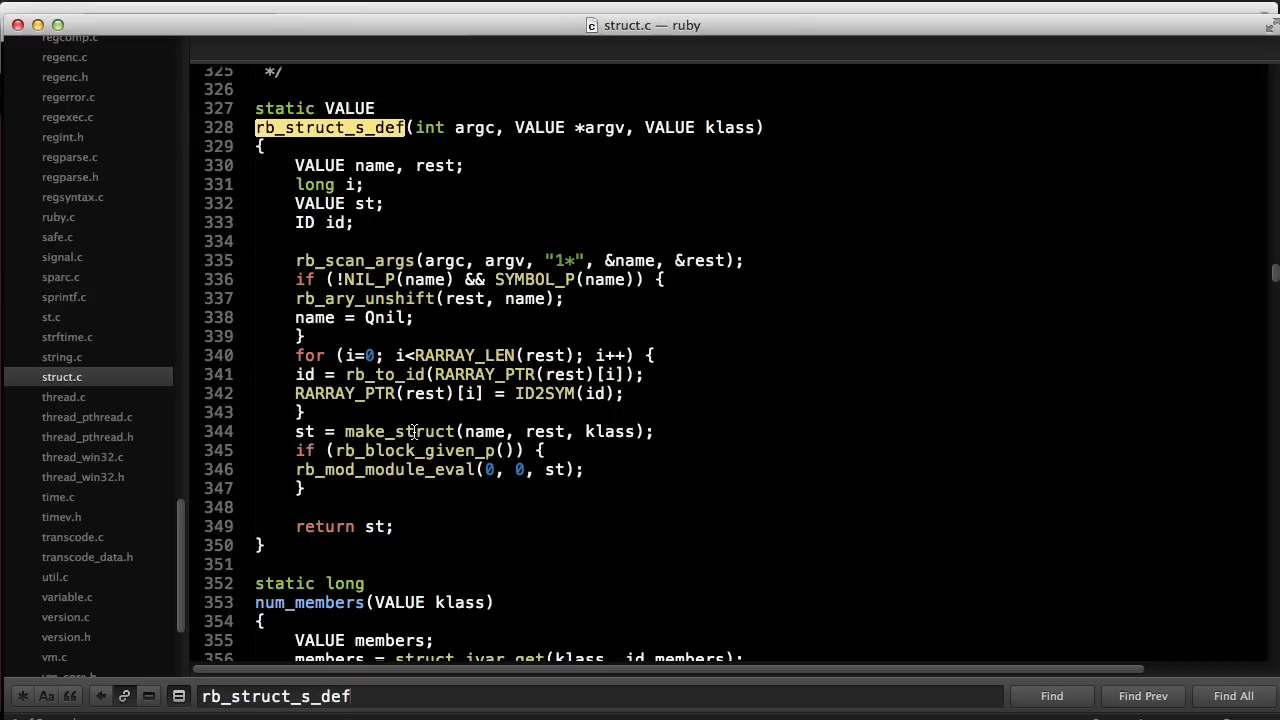 struct.c — ruby
regcomp.c
regenc.c
regenc.h
regerror.c
regexec.c
regint.h
regparse.c
regparse.h
regsyntax.c
ruby.c
safe.c
signal.c
sparc.c
sprintf.c
st.c
strftime.c
string.c
struct.c
thread.c
thread_pthread.c
thread_pthread.h
thread_win32.c
thread_win32.h
time.c
timev.h
transcode.c
transcode_data.h
util.c
variable.c
version.c
version.h
vm.c
vm_core.h
325 */
326
327 static VALUE
328 rb_struct_s_def(int argc, VALUE *argv, VALUE klass)
329 {
330 VALUE name, rest;
331 long i;
332 VALUE st;
333 ID id;
334
335 rb_scan_args(argc, argv, "1*", &name, &rest);
336 if (!NIL_P(name) && SYMBOL_P(name)) {
337 rb_ary_unshift(rest, name);
338 name = Qnil;
339 }
340 for (i=0; i<RARRAY_LEN(rest); i++) {
341 id = rb_to_id(RARRAY_PTR(rest)[i]);
342 RARRAY_PTR(rest)[i] = ID2SYM(id);
343 }
344 st = make_struct(name, rest, klass);
345 if (rb_block_given_p()) {
346 rb_mod_module_eval(0, 0, st);
347 }
348
349 return st;
350 }
351
352 static long
353 num_members(VALUE klass)
354 {
355 VALUE members;
356 members = struct_ivar_get(klass, id_members);
* Aa
rb_struct_s_def
Find
Find Prev
Find All